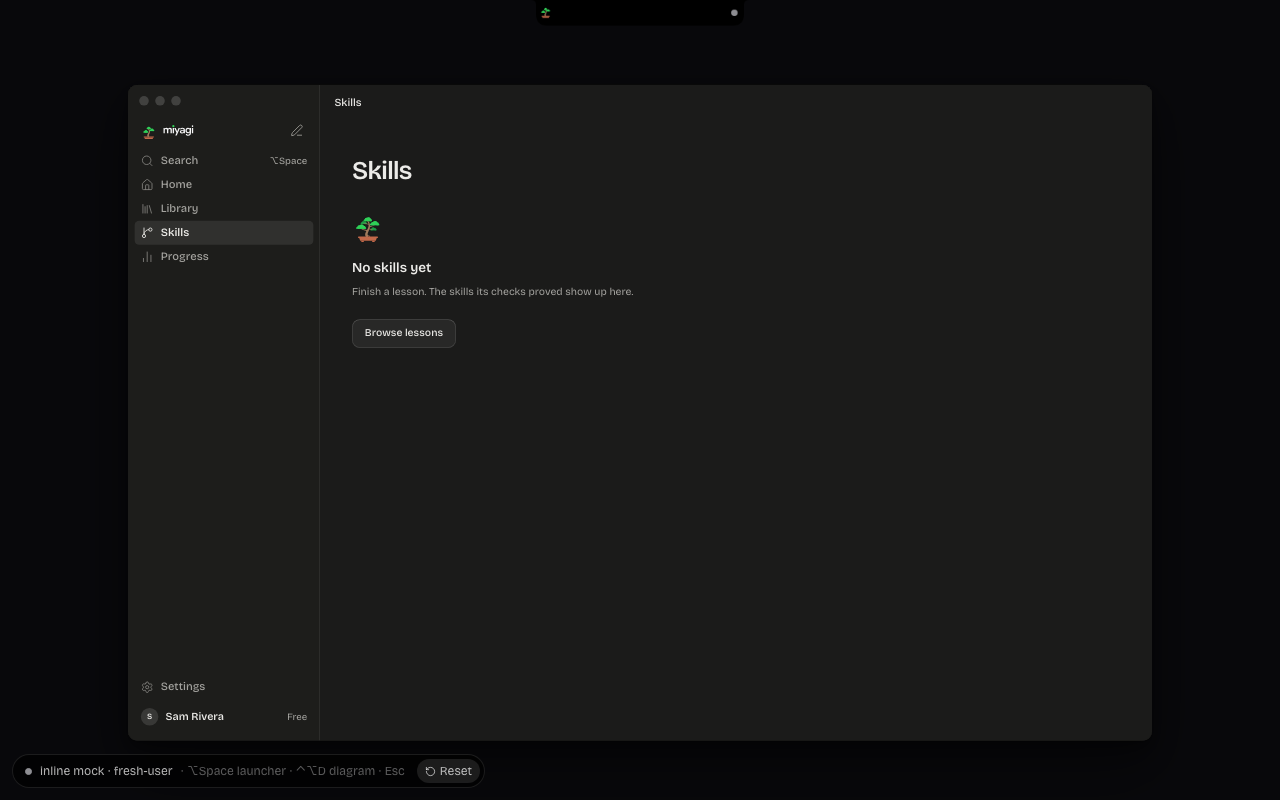 Skills
miyagi
Search ⌥Space
Home
Library
Skills
Progress
Skills
No skills yet
Finish a lesson. The skills its checks proved show up here.
Browse lessons
Settings
S Sam Rivera Free
inline mock · fresh-user · ⌥Space launcher · ^⌥D diagram · Esc Reset